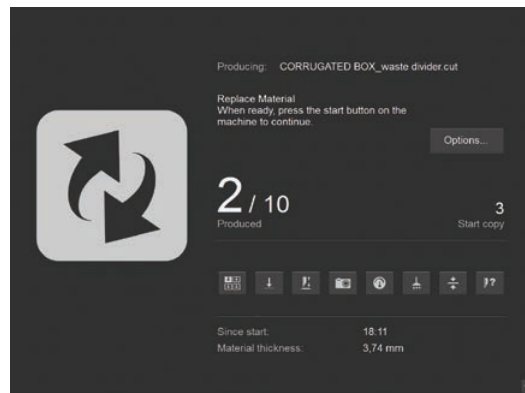 Producing: CORRUGATED BOX_waste divider.cut
Replace Material
When ready, press the start button on the
machine to continue.
Options...
2 / 10
Produced
3
Start copy
Since start: 18:11
Material thickness: 3,74 mm